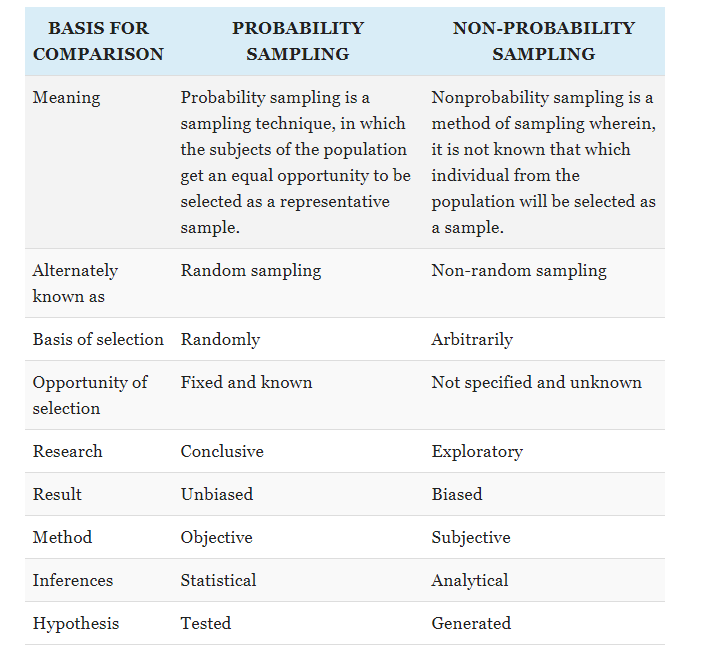 BASIS FOR
COMPARISON
PROBABILITY
SAMPLING
NON-PROBABILITY
SAMPLING
Meaning
Probability sampling is a
sampling technique, in which
the subjects of the population
get an equal opportunity to be
selected as a representative
sample.
Nonprobability sampling is a
method of sampling wherein,
it is not known that which
individual from the
population will be selected as
a sample.
Alternately
known as
Random sampling
Non-random sampling
Basis of selection
Randomly
Arbitrarily
Opportunity of
selection
Fixed and known
Not specified and unknown
Research
Conclusive
Exploratory
Result
Unbiased
Biased
Method
Objective
Subjective
Inferences
Statistical
Analytical
Hypothesis
Tested
Generated